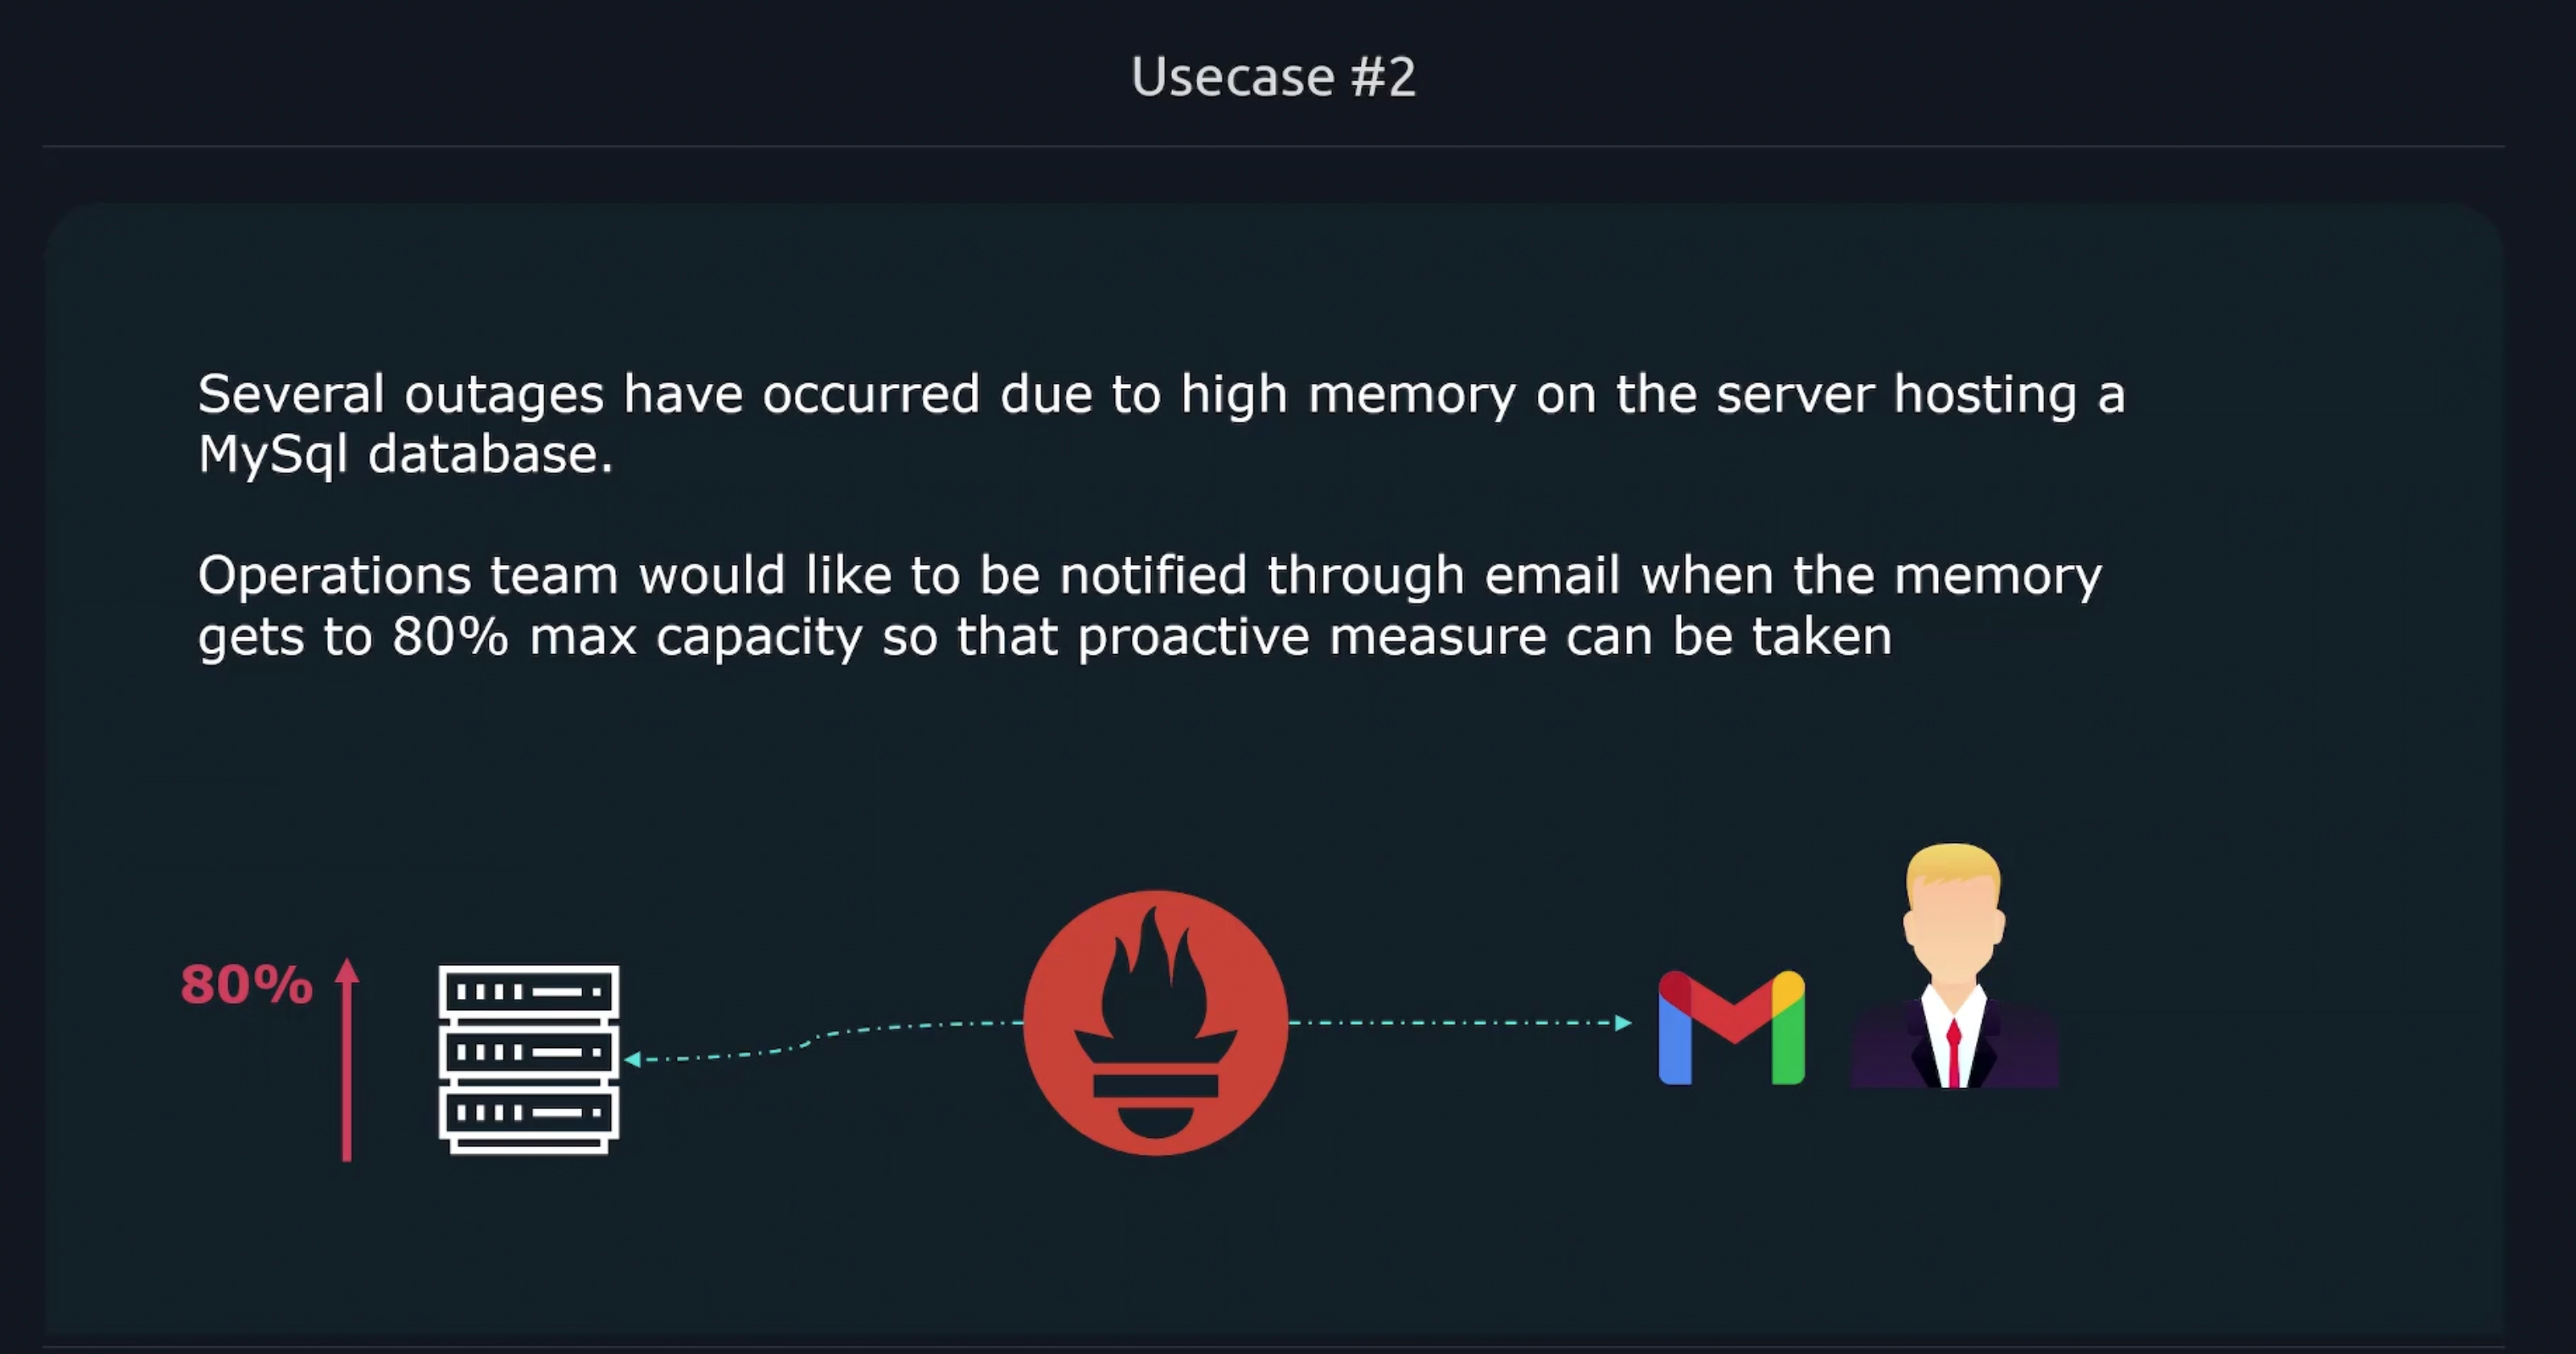 Usecase #2
Several outages have occurred due to high memory on the server hosting a
MySql database.
Operations team would like to be notified through email when the memory
gets to 80% max capacity so that proactive measure can be taken
80%